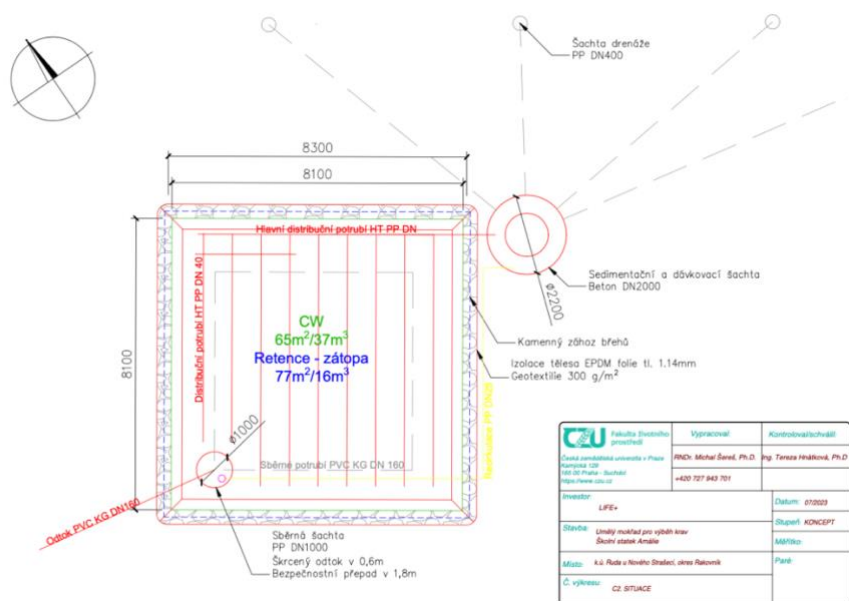 Šachta drenáže
PP DN400
8300
8100
Hlavní distribuční potrubí HT PP DN
Sedimentační a dávkovací šachta
Beton DN2000
ø2200
Distribuční potrubí HT PP DN 40
CW
65m²/37m³
Retence - zátopa
77m²/16m³
Kamenný zához břehů
Izolace tělesa EPDM folie tl. 1.14mm
Geotextilie 300 g/m²
8100
Recirkulace PP DN25
ø1000
Sběrné potrubí PVC KG DN 160
Odtok PVC KG DN160
Sběrná šachta
PP DN1000
Škrcený odtok v 0,6m
Bezpečnostní přepad v 1,8m
CZU Fakulta životního prostředí
Česká zemědělská univerzita v Praze
Kamýcká 129
165 00 Praha - Suchdol
https://www.czu.cz
Vypracoval:
Kontroloval/schválil:
RNDr. Michal Šereš, Ph.D.
Ing. Tereza Hnátková, Ph.D
+420 727 943 701
Investor:
LIFE+
Datum: 07/2023
Stavba:
Umělý mokřad pro výběh krav
Školní statek Amálie
Stupeň: KONCEPT
Měřítko:
Místo: k.ú. Ruda u Nového Strašecí, okres Rakovník
Paré:
Č. výkresu:
C2. SITUACE